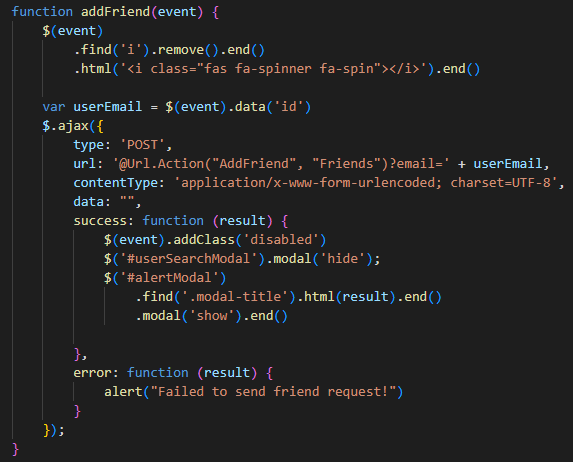 function addFriend(event) {
    $(event)
        .find('i').remove().end()
        .html('<i class="fas fa-spinner fa-spin"></i>').end()

    var userEmail = $(event).data('id')
    $.ajax({
        type: 'POST',
        url: '@Url.Action("AddFriend", "Friends")?email=' + userEmail,
        contentType: 'application/x-www-form-urlencoded; charset=UTF-8',
        data: "",
        success: function (result) {
            $(event).addClass('disabled')
            $('#userSearchModal').modal('hide');
            $('#alertModal')
                .find('.modal-title').html(result).end()
                .modal('show').end()

        },
        error: function (result) {
            alert("Failed to send friend request!")
        }
    });
}